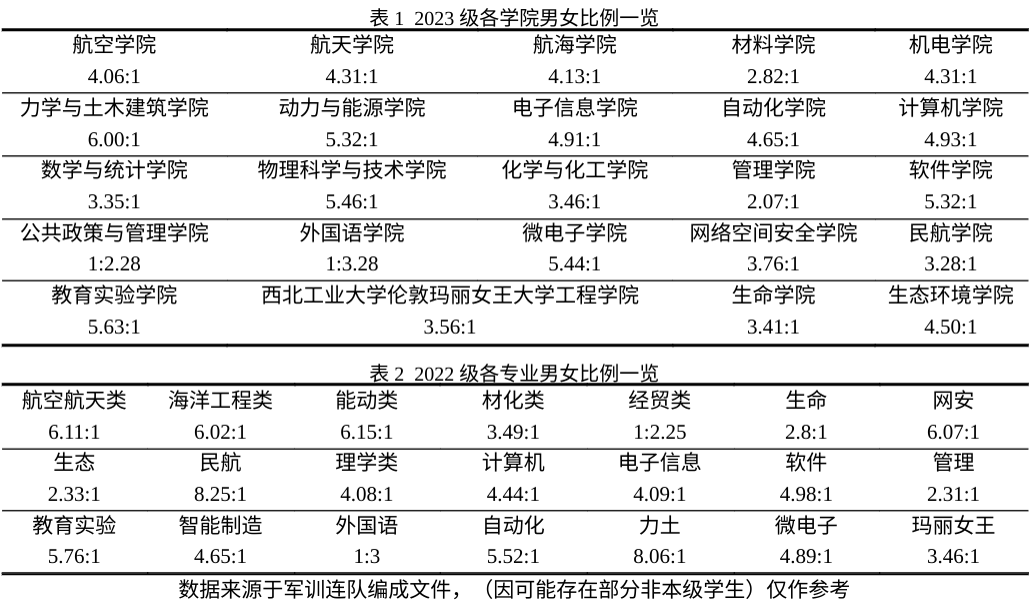 表 1 2023 级各学院男女比例一览
航空学院 航天学院 航海学院 材料学院 机电学院
4.06:1 4.31:1 4.13:1 2.82:1 4.31:1
力学与土木建筑学院 动力与能源学院 电子信息学院 自动化学院 计算机学院
6.00:1 5.32:1 4.91:1 4.65:1 4.93:1
数学与统计学院 物理科学与技术学院 化学与化工学院 管理学院 软件学院
3.35:1 5.46:1 3.46:1 2.07:1 5.32:1
公共政策与管理学院 外国语学院 微电子学院 网络空间安全学院 民航学院
1:2.28 1:3.28 5.44:1 3.76:1 3.28:1
教育实验学院 西北工业大学伦敦玛丽女王大学工程学院 生命学院 生态环境学院
5.63:1 3.56:1 3.41:1 4.50:1
表 2 2022 级各专业男女比例一览
航空航天类 海洋工程类 能动类 材化类 经贸类 生命 网安
6.11:1 6.02:1 6.15:1 3.49:1 1:2.25 2.8:1 6.07:1
生态 民航 理学类 计算机 电子信息 软件 管理
2.33:1 8.25:1 4.08:1 4.44:1 4.09:1 4.98:1 2.31:1
教育实验 智能制造 外国语 自动化 力土 微电子 玛丽女王
5.76:1 4.65:1 1:3 5.52:1 8.06:1 4.89:1 3.46:1
数据来源于军训连队编成文件，（因可能存在部分非本级学生）仅作参考